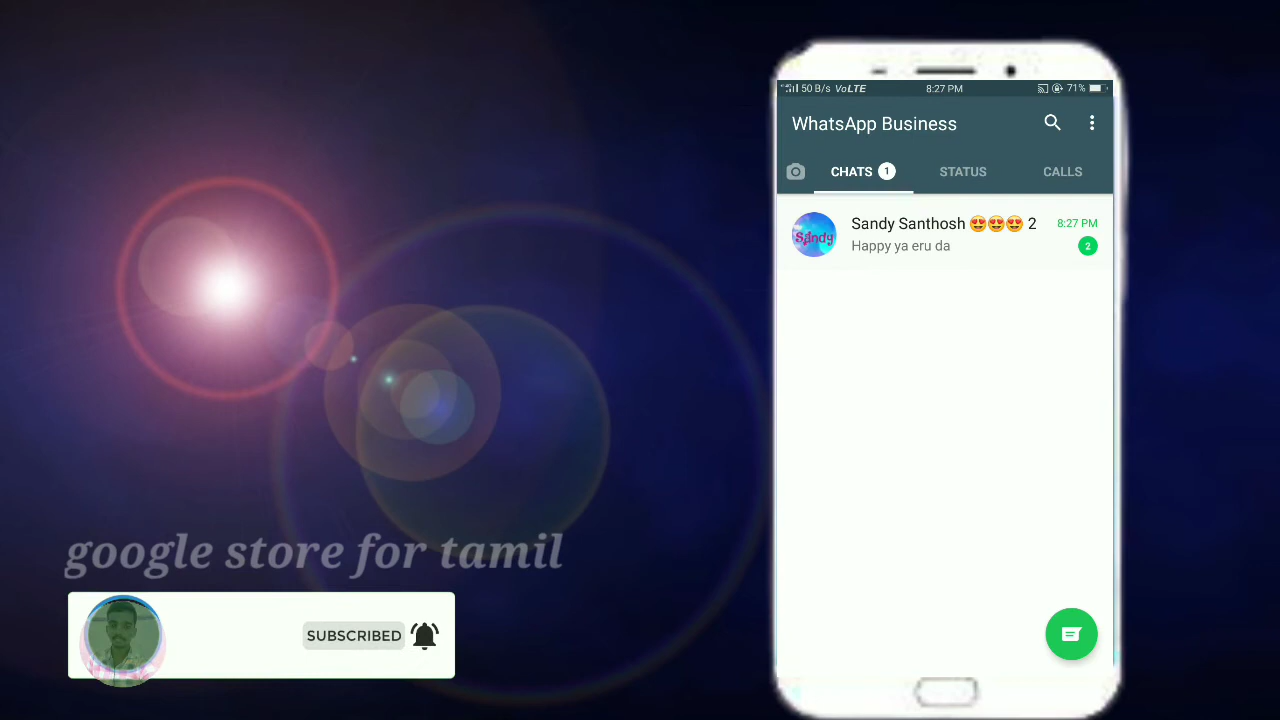 50 B/s VoLTE 8:27 PM 71%
WhatsApp Business
CHATS 1 STATUS CALLS
Sandy Santhosh 😍😍😍 2 8:27 PM
Sandy
Happy ya eru da 2
google store for tamil
SUBSCRIBED